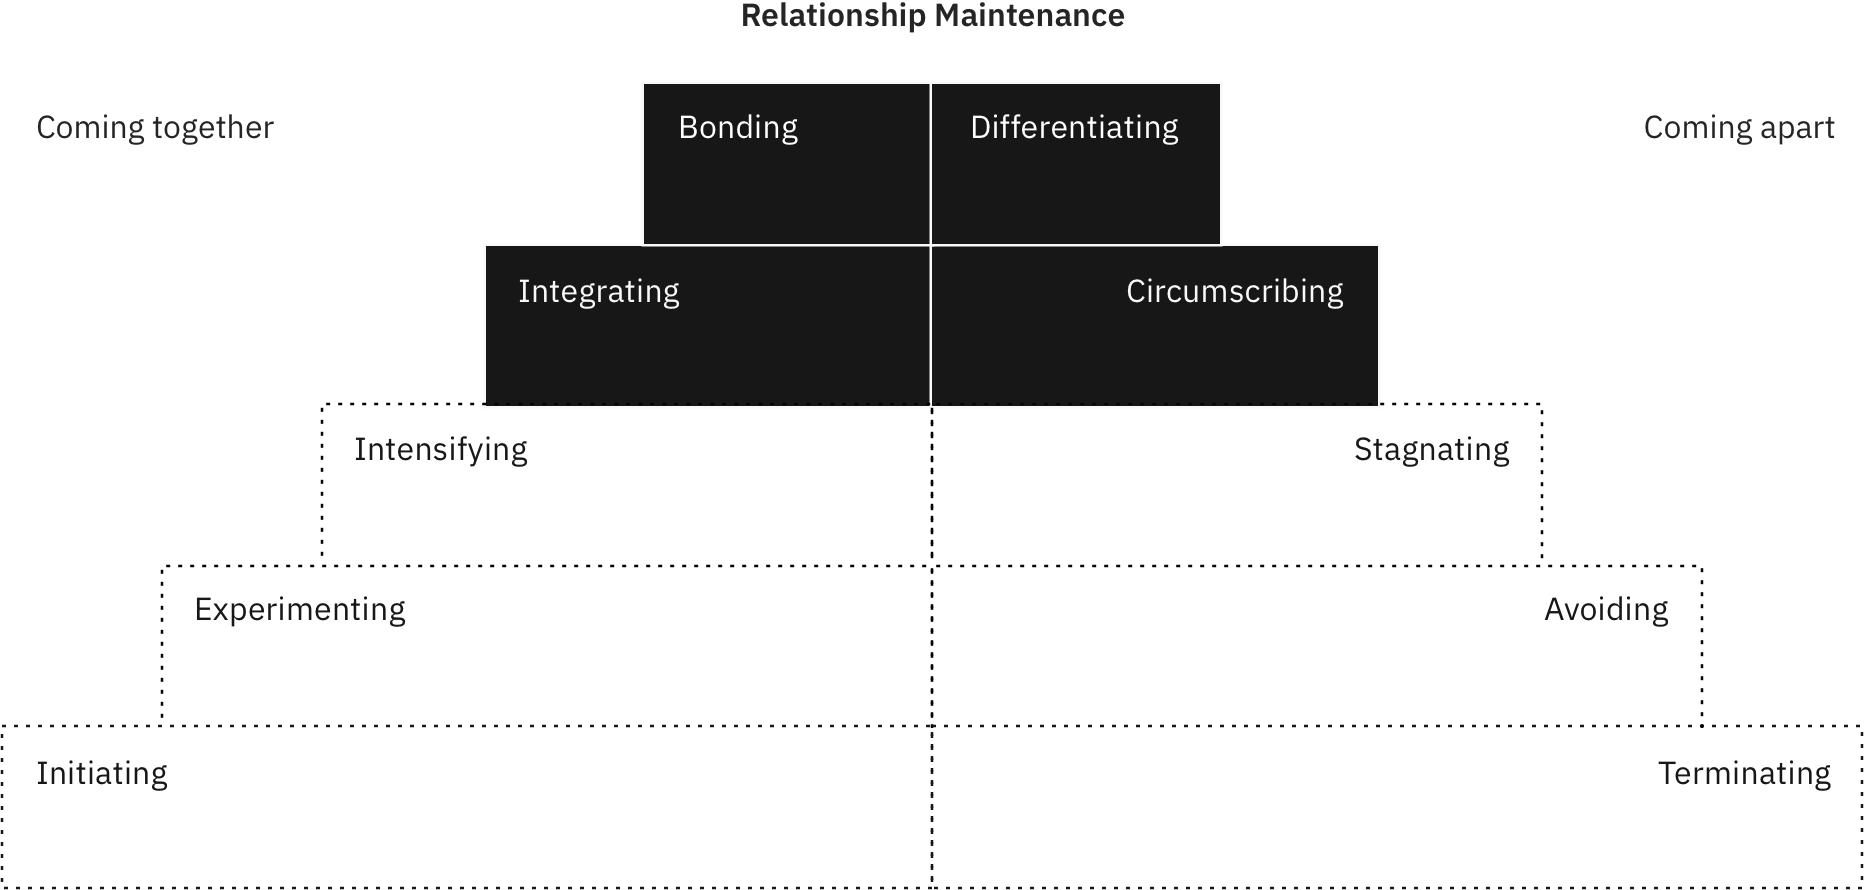 Relationship Maintenance
Coming together
Bonding
Differentiating
Coming apart
Integrating
Circumscribing
Intensifying
Stagnating
Experimenting
Avoiding
Initiating
Terminating